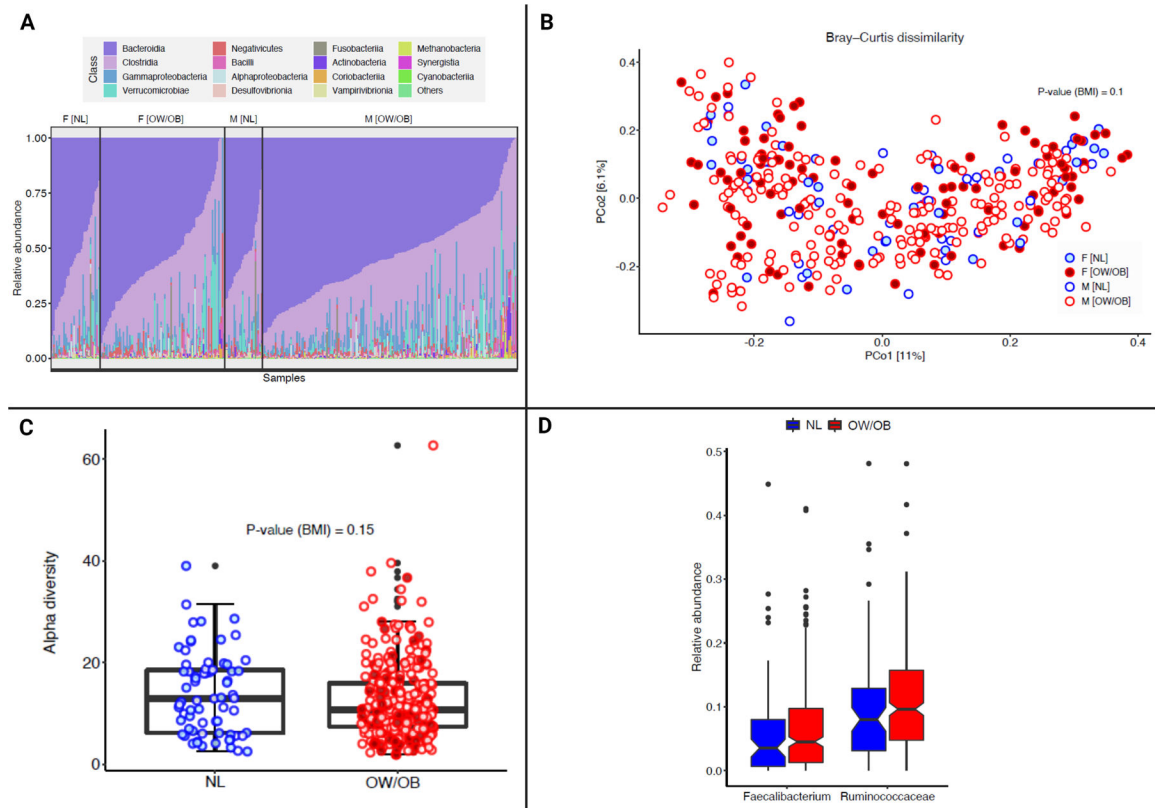 A
Class
Bacteroidia
Clostridia
Gammaproteobacteria
Verrucomicrobiae
Negativicutes
Bacilli
Alphaproteobacteria
Desulfovibrionia
Fusobacteriia
Actinobacteria
Coriobacteriia
Vampirivibrionia
Methanobacteria
Synergistia
Cyanobacteriia
Others
F [NL]
F [OW/OB]
M [NL]
M [OW/OB]
Relative abundance
1.00
0.75
0.50
0.25
0.00
Samples
B
Bray–Curtis dissimilarity
P-value (BMI) = 0.1
PCo2 [6.1%]
0.4
0.2
0.0
-0.2
F [NL]
F [OW/OB]
M [NL]
M [OW/OB]
-0.2
0.0
0.2
0.4
PCo1 [11%]
C
Alpha diversity
60
40
20
0
P-value (BMI) = 0.15
NL
OW/OB
D
NL
OW/OB
Relative abundance
0.5
0.4
0.3
0.2
0.1
0.0
Faecalibacterium
Ruminococcaceae